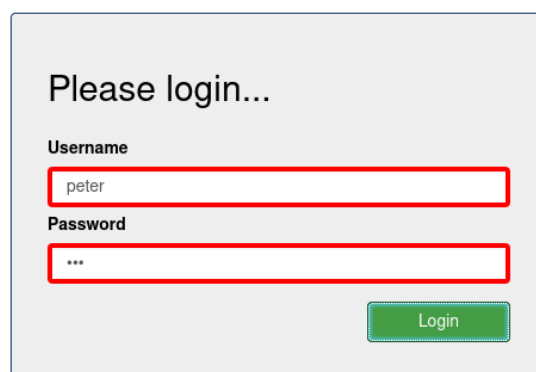 Please login...
Username
peter
Password
•••
Login